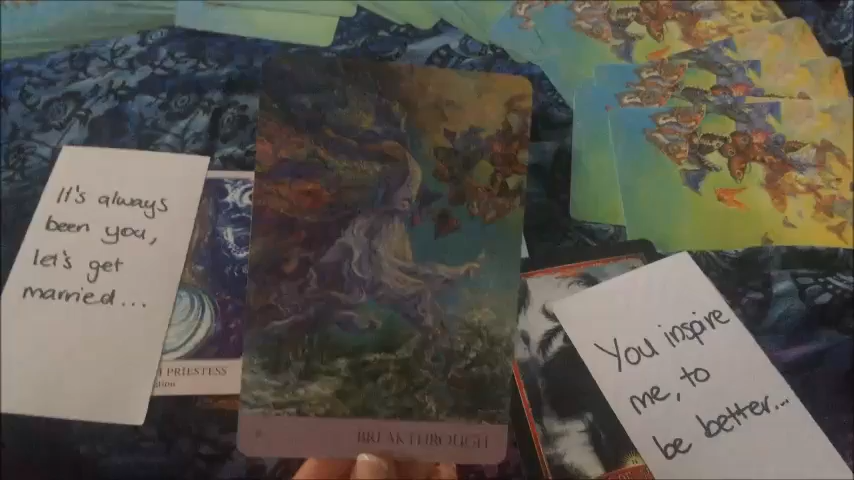 It's always
been you,
let's get
married...
PRIESTESS
BREAKTHROUGH
You inspire
me, to
be better...